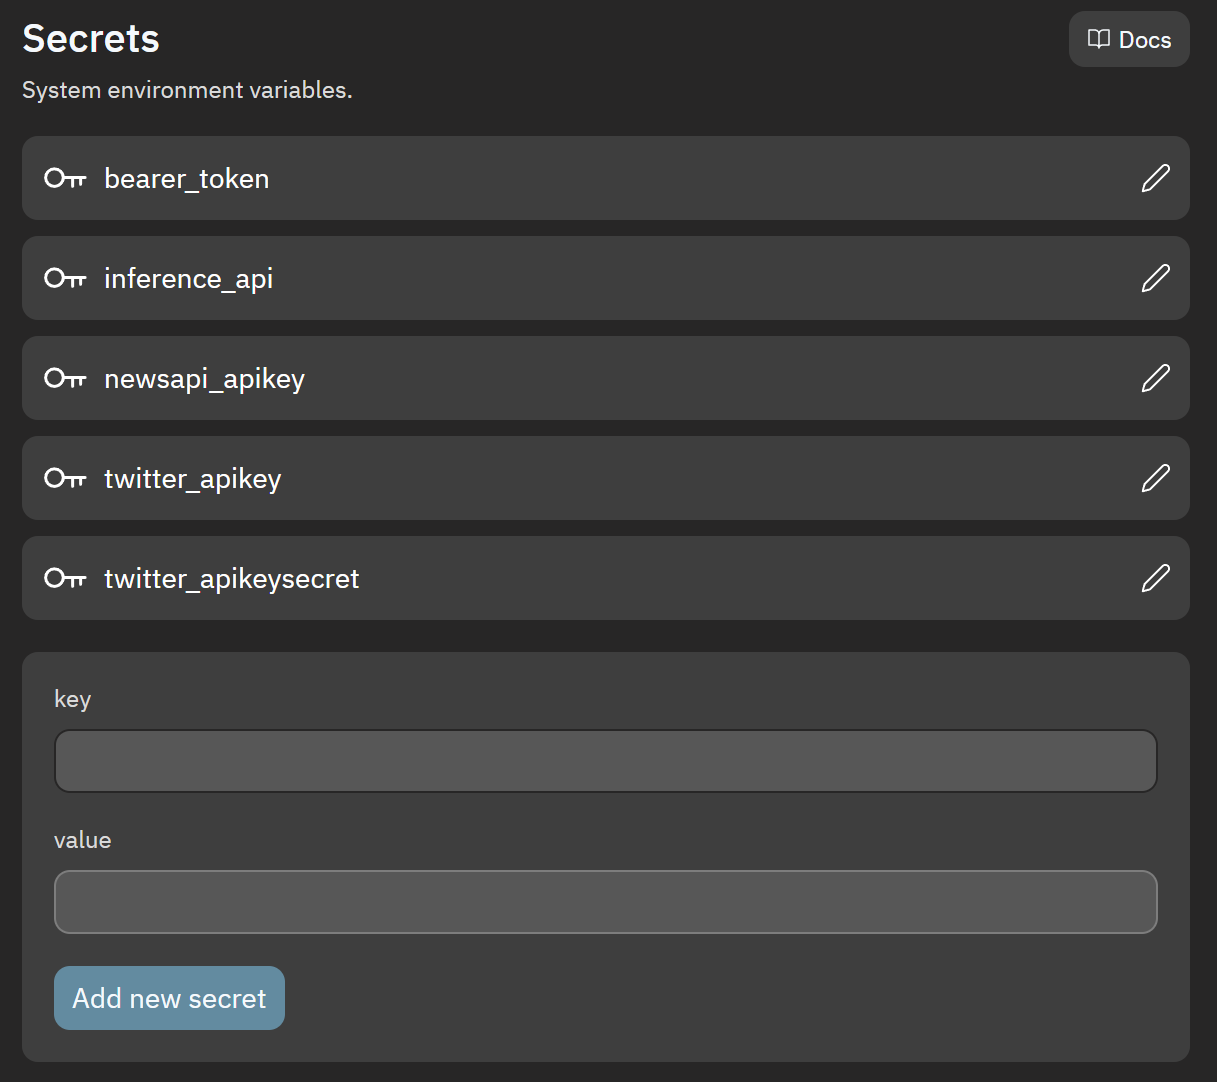 Secrets
Docs
System environment variables.
bearer_token
inference_api
newsapi_apikey
twitter_apikey
twitter_apikeysecret
key
value
Add new secret